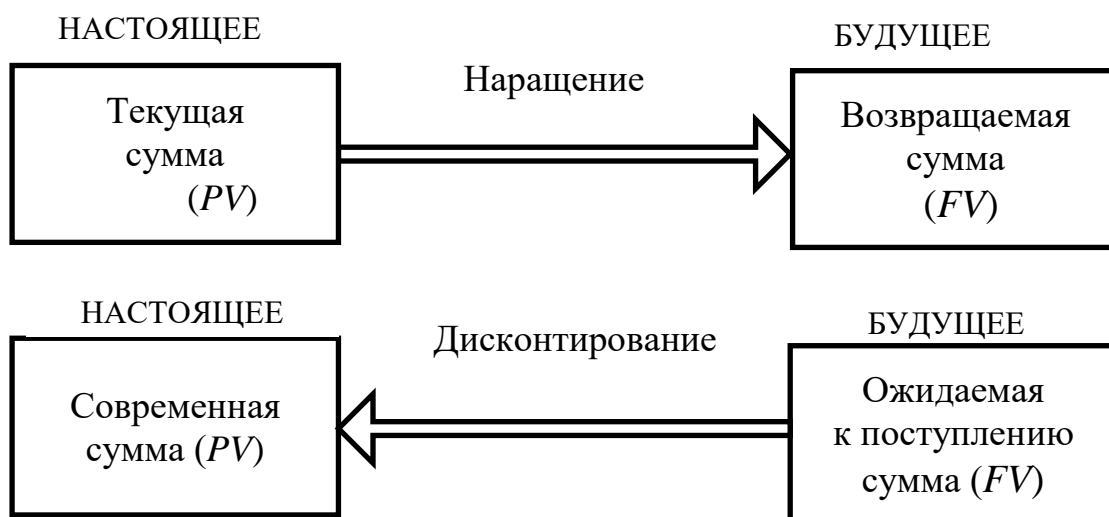 НАСТОЯЩЕЕ
БУДУЩЕЕ
Текущая
сумма
(PV)
Наращение
Возвращаемая
сумма
(FV)
НАСТОЯЩЕЕ
БУДУЩЕЕ
Современная
сумма (PV)
Дисконтирование
Ожидаемая
к поступлению
сумма (FV)